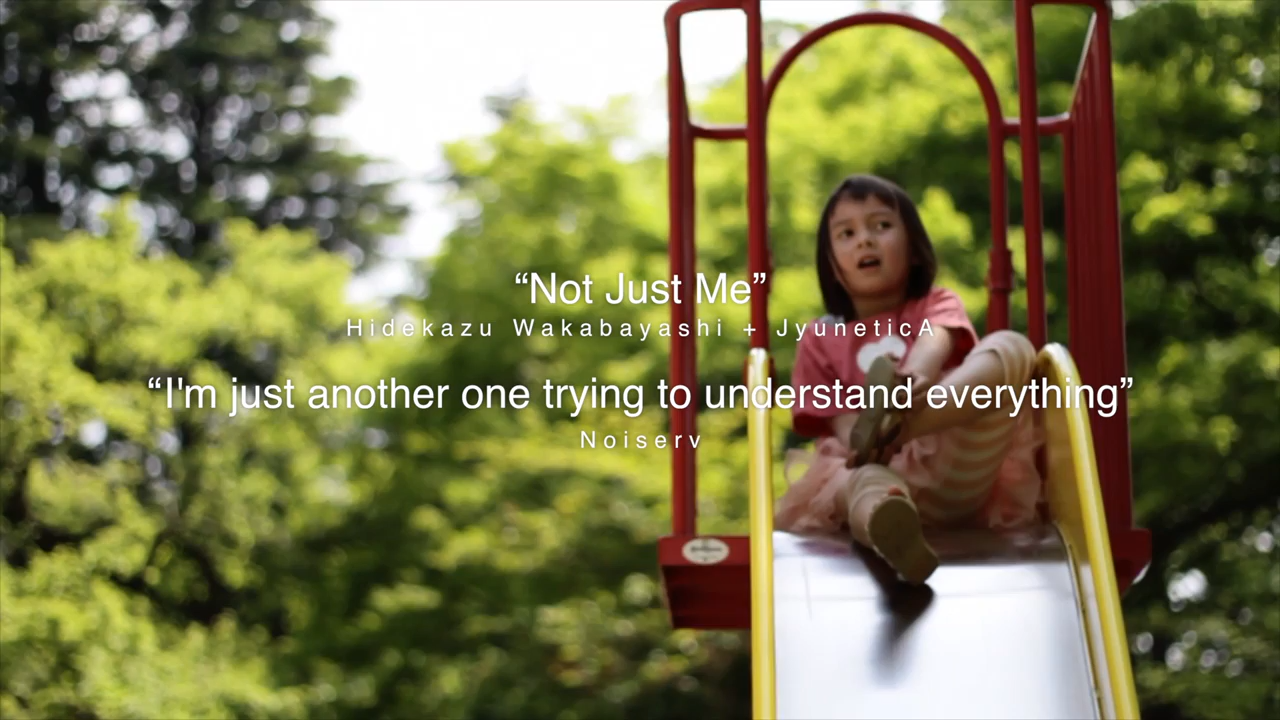 “Not Just Me”
Hidekazu Wakabayashi + JyuneticA
“I'm just another one trying to understand everything”
Noiserv